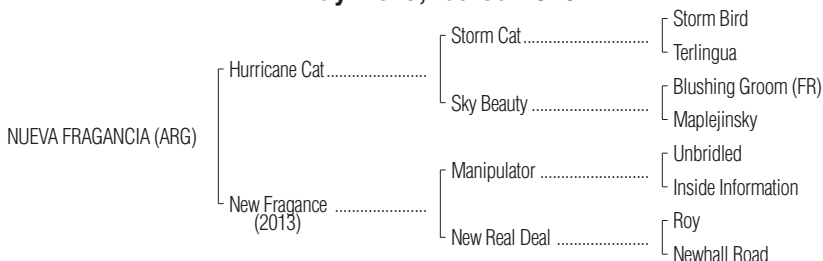 Storm Bird
Storm Cat
Terlingua
Hurricane Cat
Blushing Groom (FR)
Sky Beauty
Maplejinsky
NUEVA FRAGANCIA (ARG)
Unbridled
Manipulator
Inside Information
New Fragance
(2013)
Roy
New Real Deal
Newhall Road